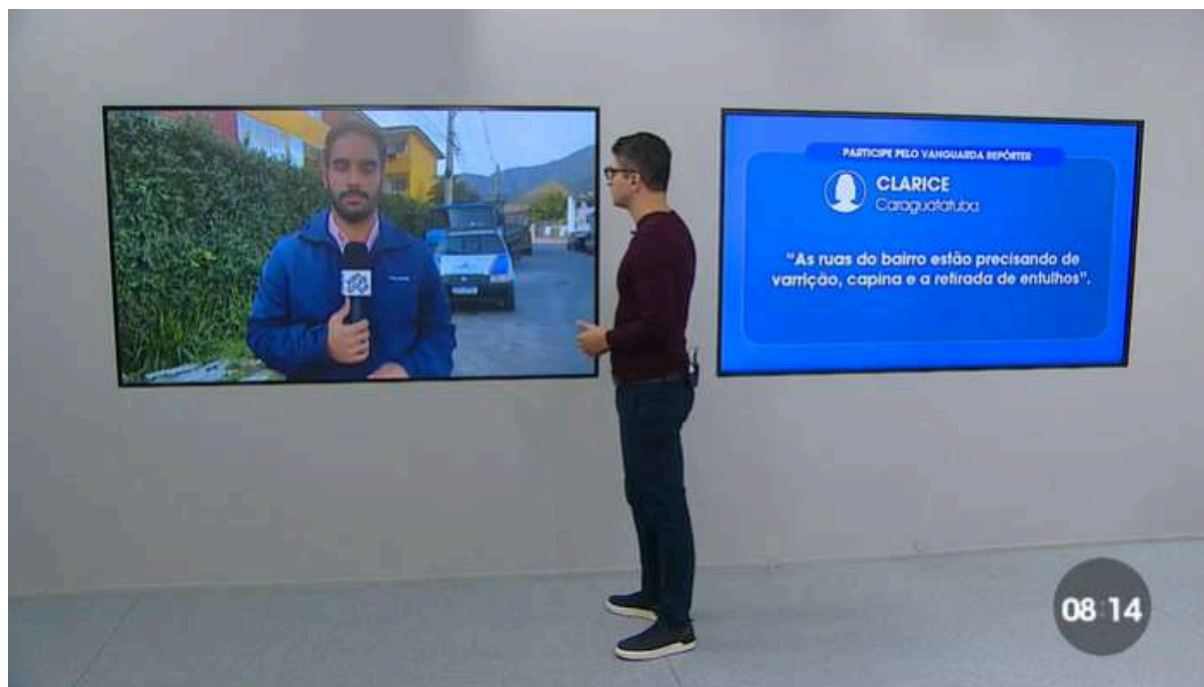 PARTICIPE PELO VANGUARDA REPÓRTER
CLARICE
Caraguatatuba
"As ruas do bairro estão precisando de
varrição, capina e a retirada de entulhos".
08:14